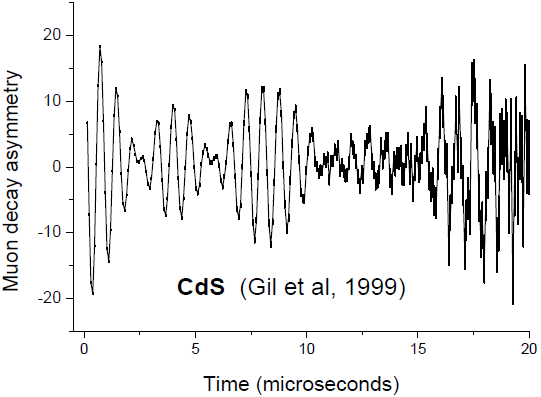 20
10
0
-10
-20
Muon decay asymmetry
CdS (Gil et al, 1999)
0 5 10 15 20
Time (microseconds)